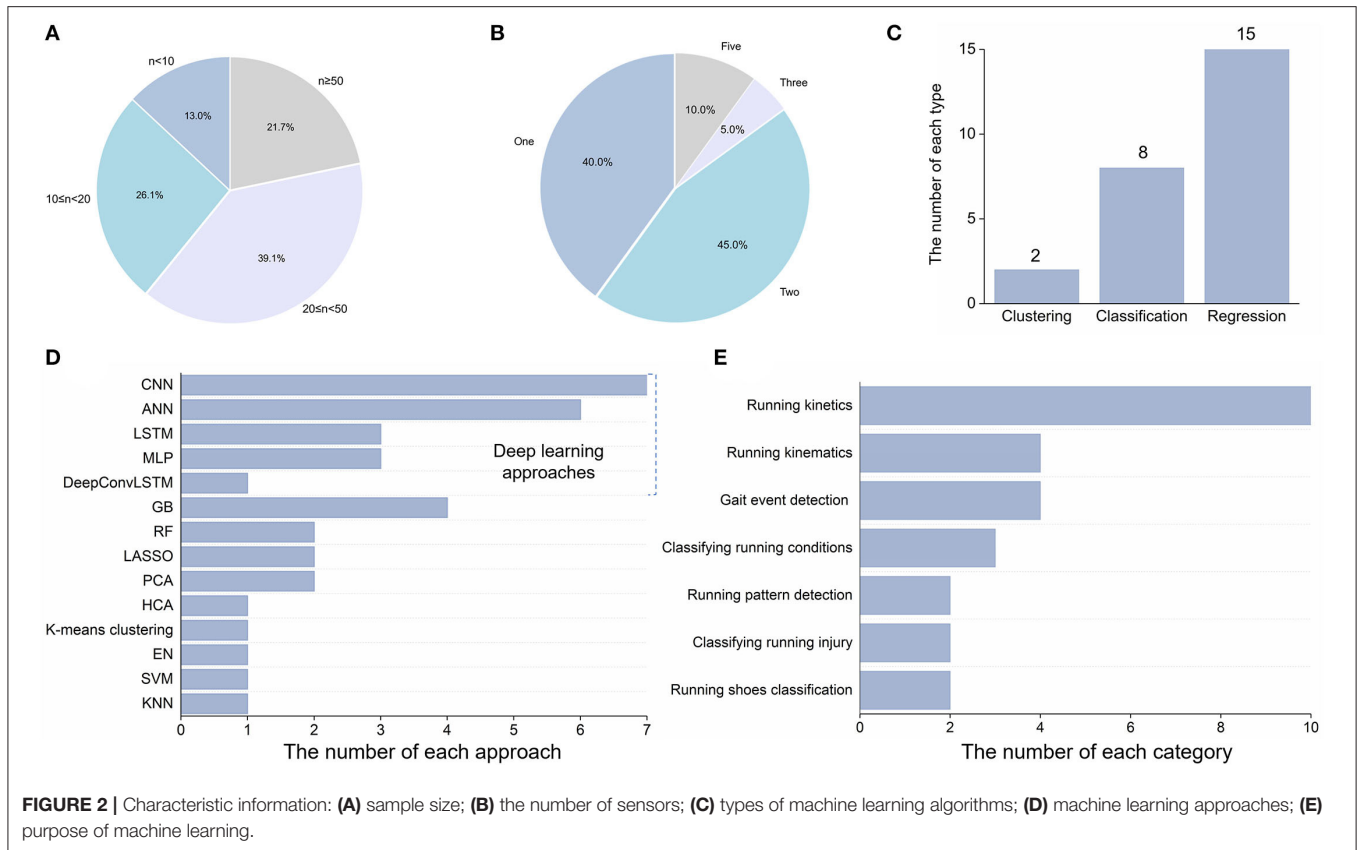 A
n<10
n≥50
13.0%
21.7%
10≤n<20
26.1%
39.1%
20≤n<50
B
Five
Three
10.0%
5.0%
One
40.0%
45.0%
Two
C
The number of each type
15
10
5
0
2
8
15
Clustering
Classification
Regression
D
CNN
ANN
LSTM
MLP
DeepConvLSTM
GB
RF
LASSO
PCA
HCA
K-means clustering
EN
SVM
KNN
Deep learning
approaches
0 1 2 3 4 5 6 7
The number of each approach
E
Running kinetics
Running kinematics
Gait event detection
Classifying running conditions
Running pattern detection
Classifying running injury
Running shoes classification
0 2 4 6 8 10
The number of each category
FIGURE 2 | Characteristic information: (A) sample size; (B) the number of sensors; (C) types of machine learning algorithms; (D) machine learning approaches; (E)
purpose of machine learning.